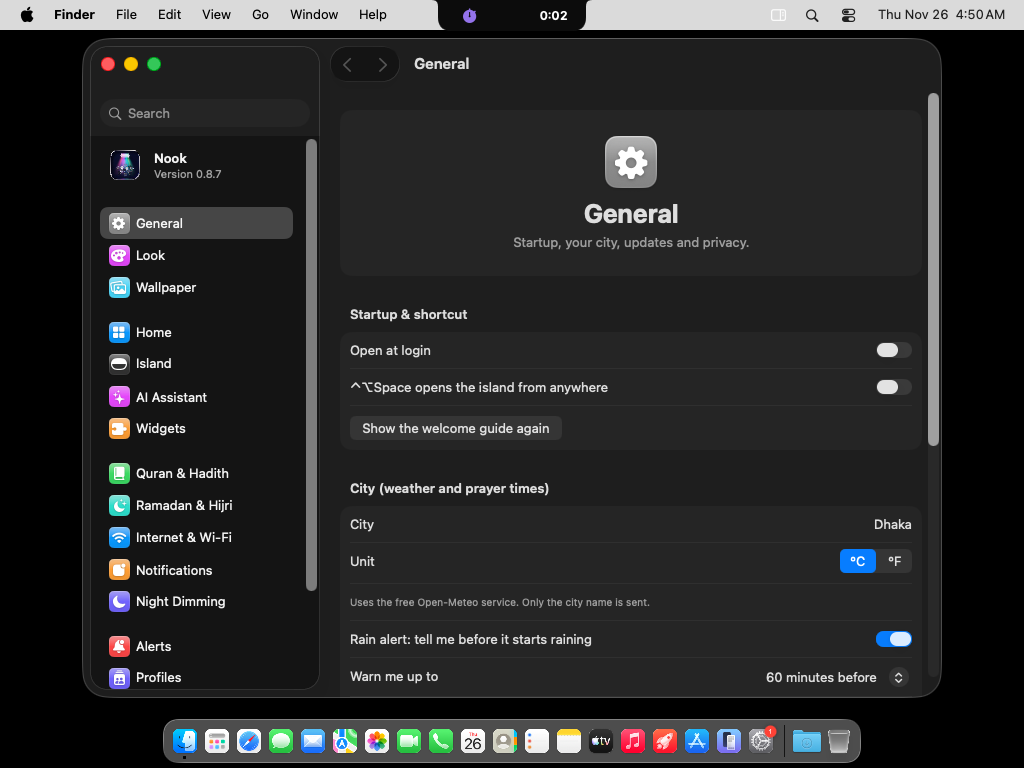 Finder File Edit View Go Window Help 0:02 Thu Nov 26 4:50 AM
General
Search
Nook
Version 0.8.7
General
Look
Wallpaper
Home
Island
AI Assistant
Widgets
Quran & Hadith
Ramadan & Hijri
Internet & Wi-Fi
Notifications
Night Dimming
Alerts
Profiles
General
Startup, your city, updates and privacy.
Startup & shortcut
Open at login
^⌥Space opens the island from anywhere
Show the welcome guide again
City (weather and prayer times)
City Dhaka
Unit °C °F
Uses the free Open-Meteo service. Only the city name is sent.
Rain alert: tell me before it starts raining
Warn me up to 60 minutes before
Thu
26
tv
1